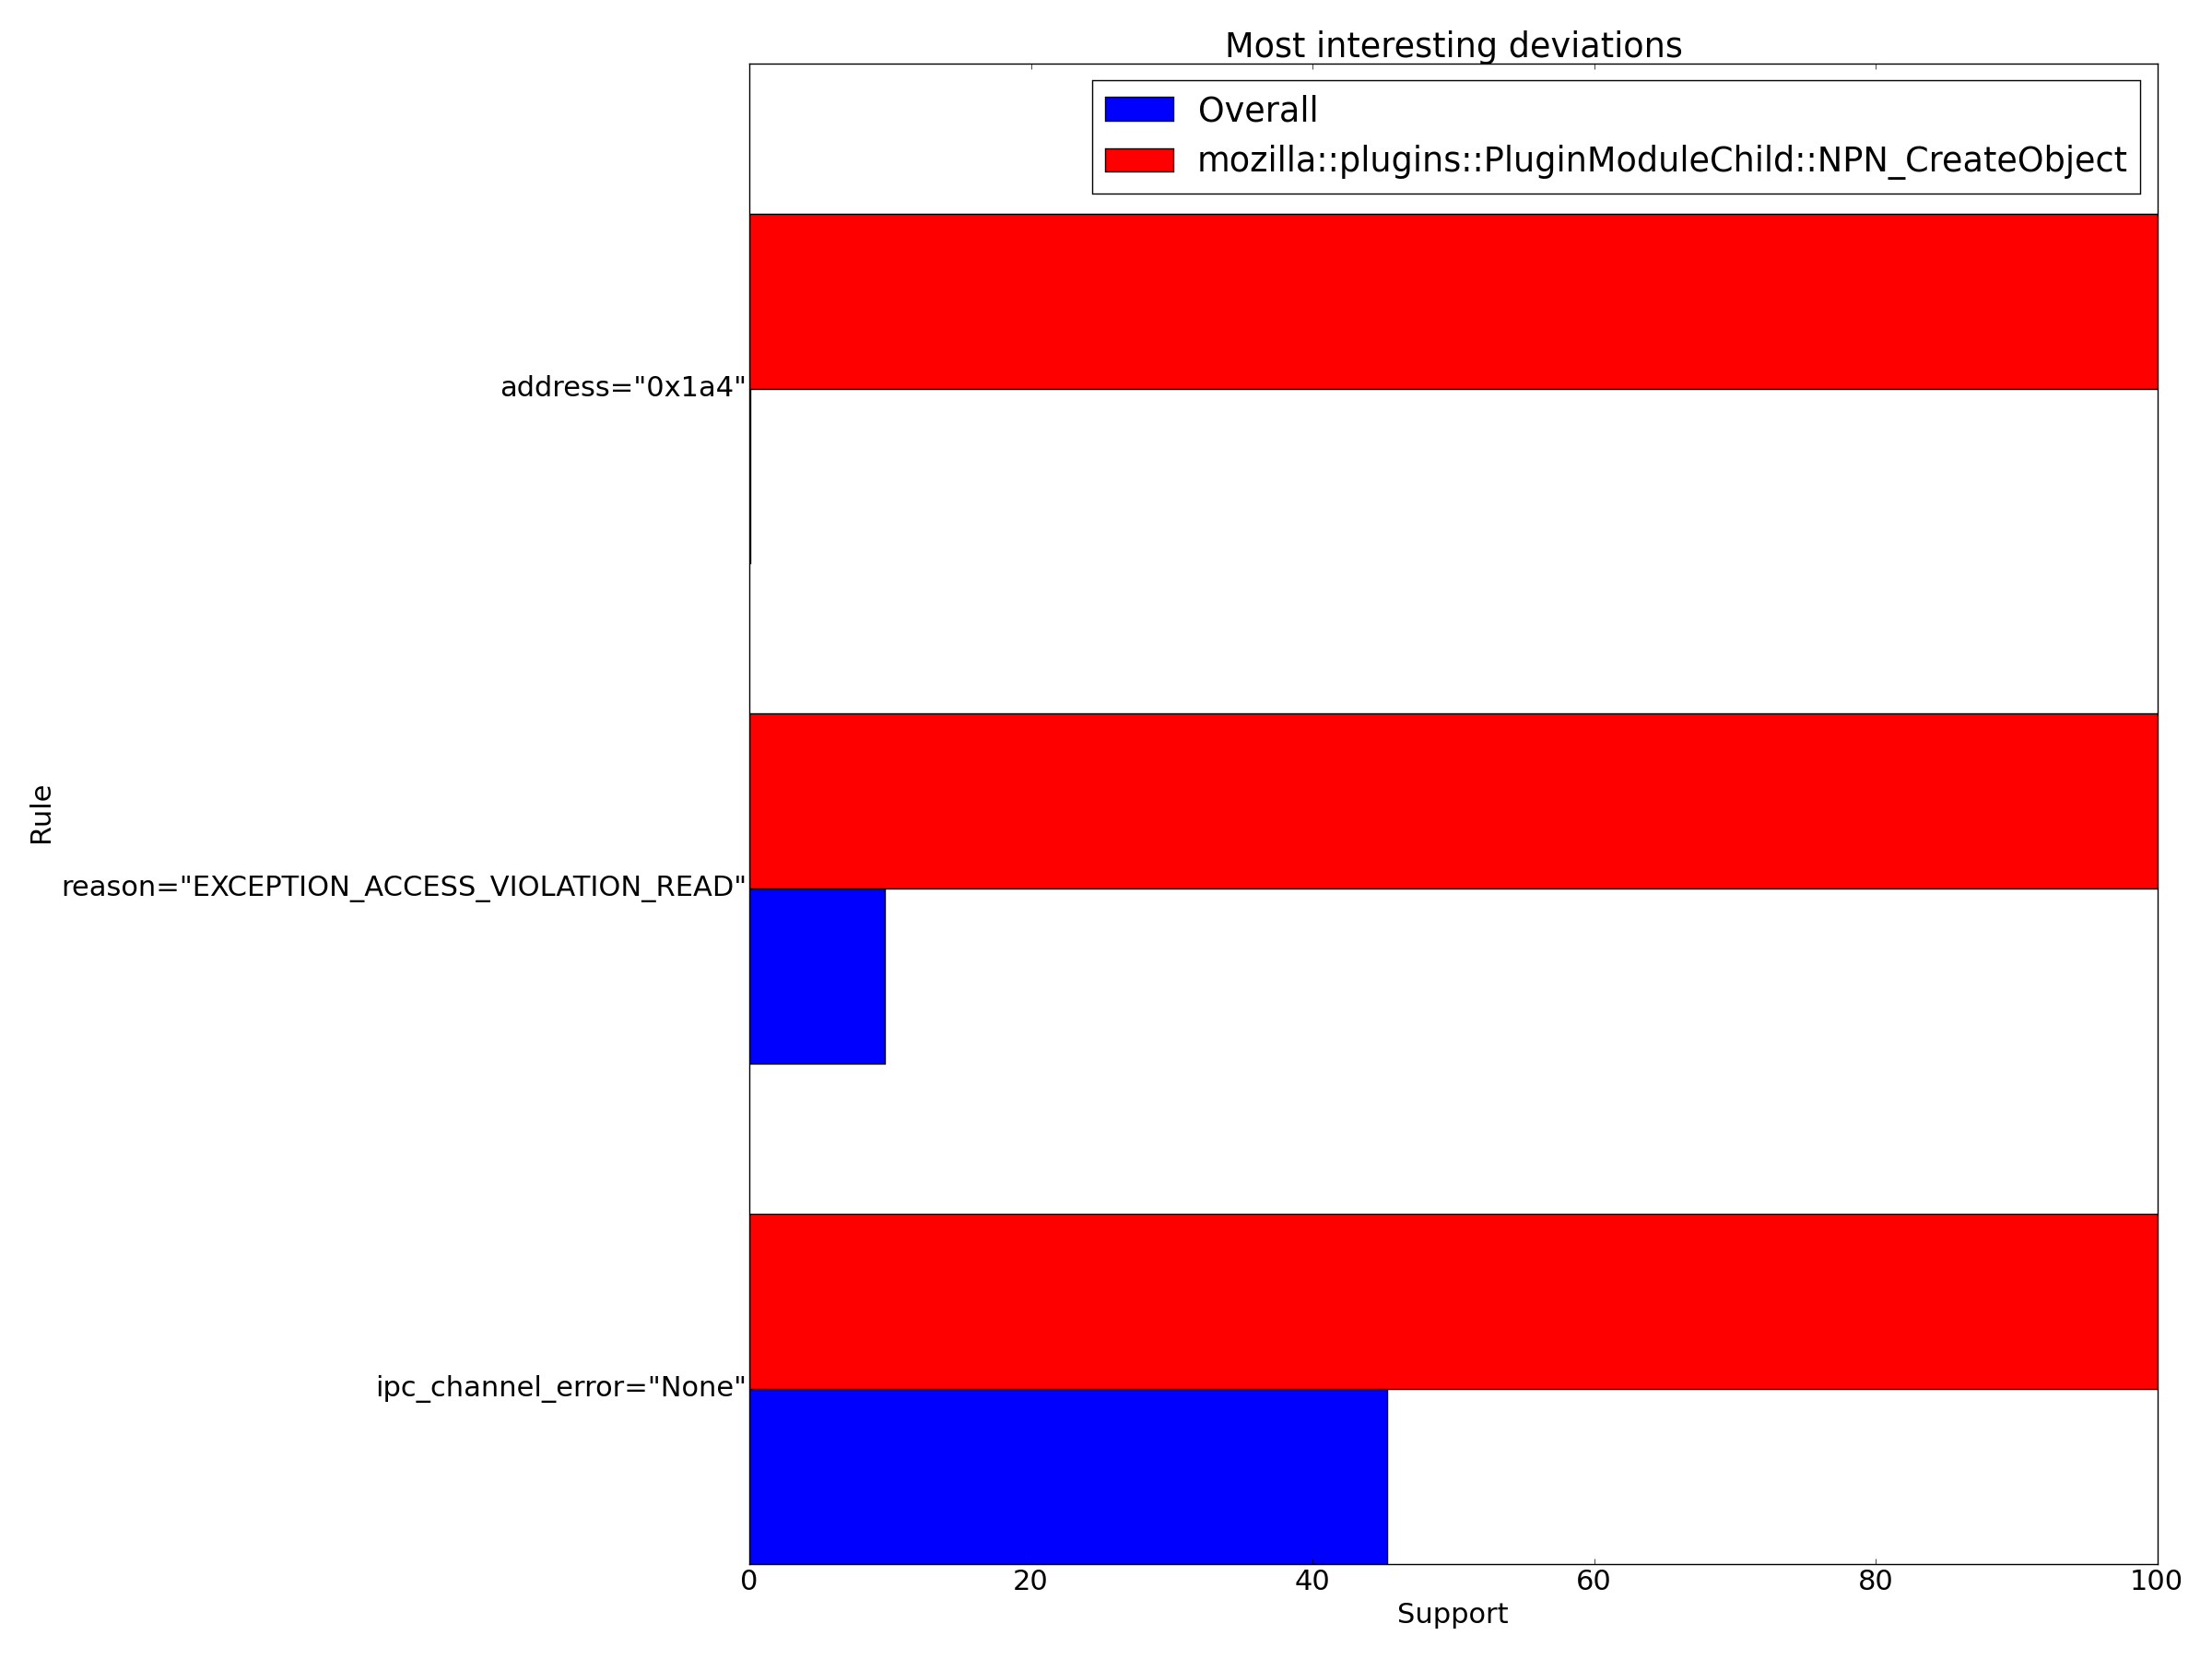 Most interesting deviations
Overall
mozilla::plugins::PluginModuleChild::NPN_CreateObject
address="0x1a4"
Rule
reason="EXCEPTION_ACCESS_VIOLATION_READ"
ipc_channel_error="None"
0 20 40 60 80 100
Support